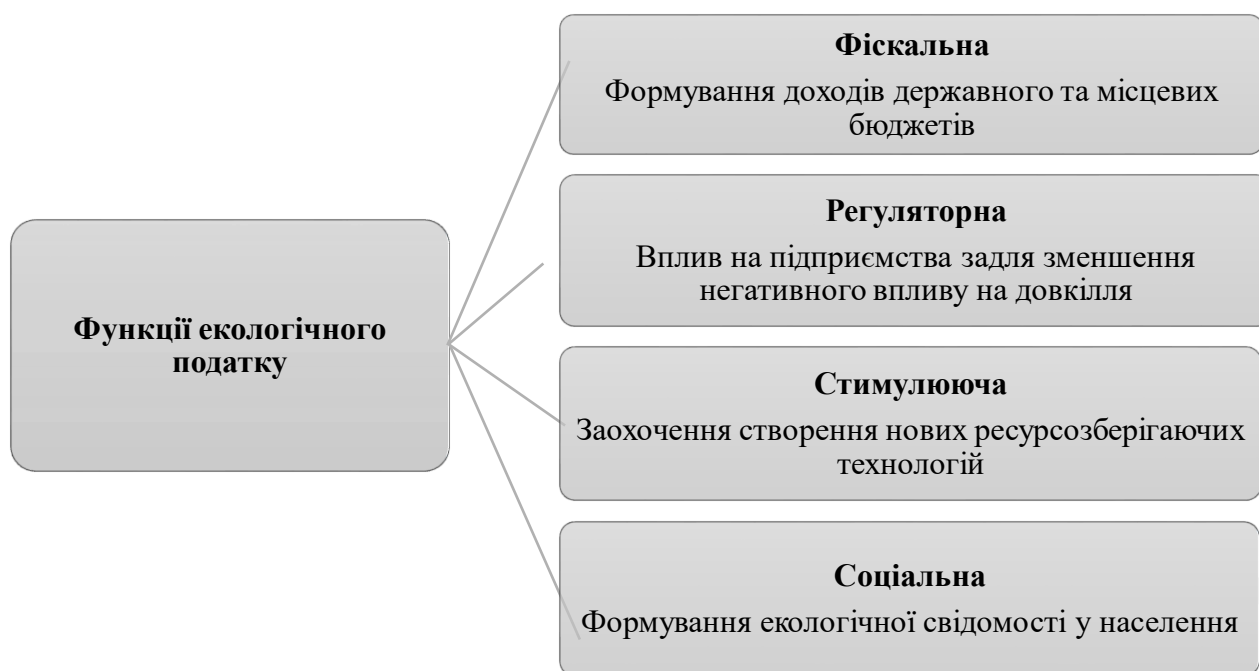 Функції екологічного
податку
Фіскальна
Формування доходів державного та місцевих
бюджетів
Регуляторна
Вплив на підприємства задля зменшення
негативного впливу на довкілля
Стимулююча
Заохочення створення нових ресурсозберігаючих
технологій
Соціальна
Формування екологічної свідомості у населення